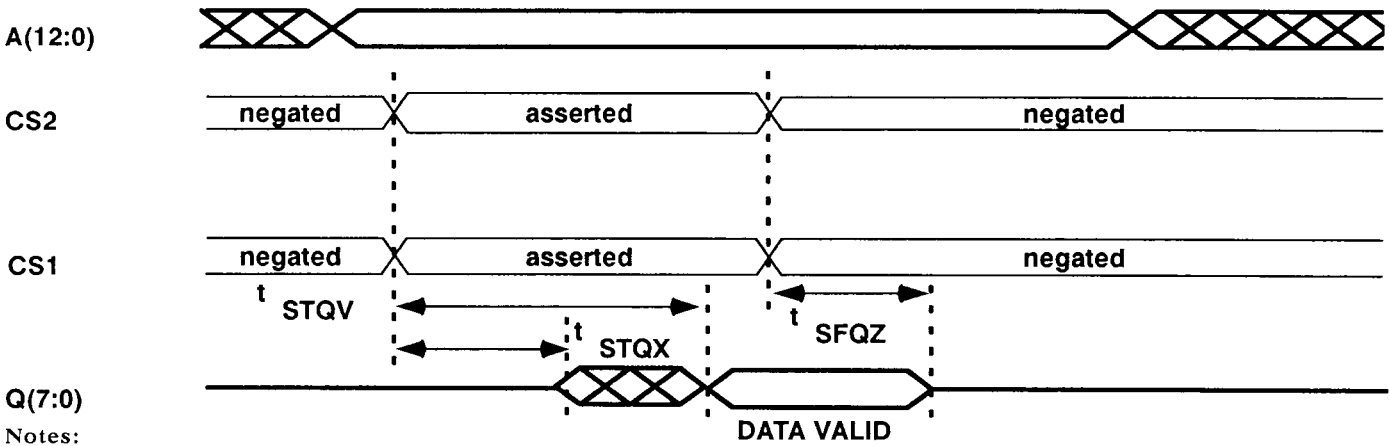 A(12:0)
CS2
negated
asserted
negated
CS1
negated
asserted
negated
t STQV
t STQX
t SFQZ
Q(7:0)
DATA VALID
Notes: